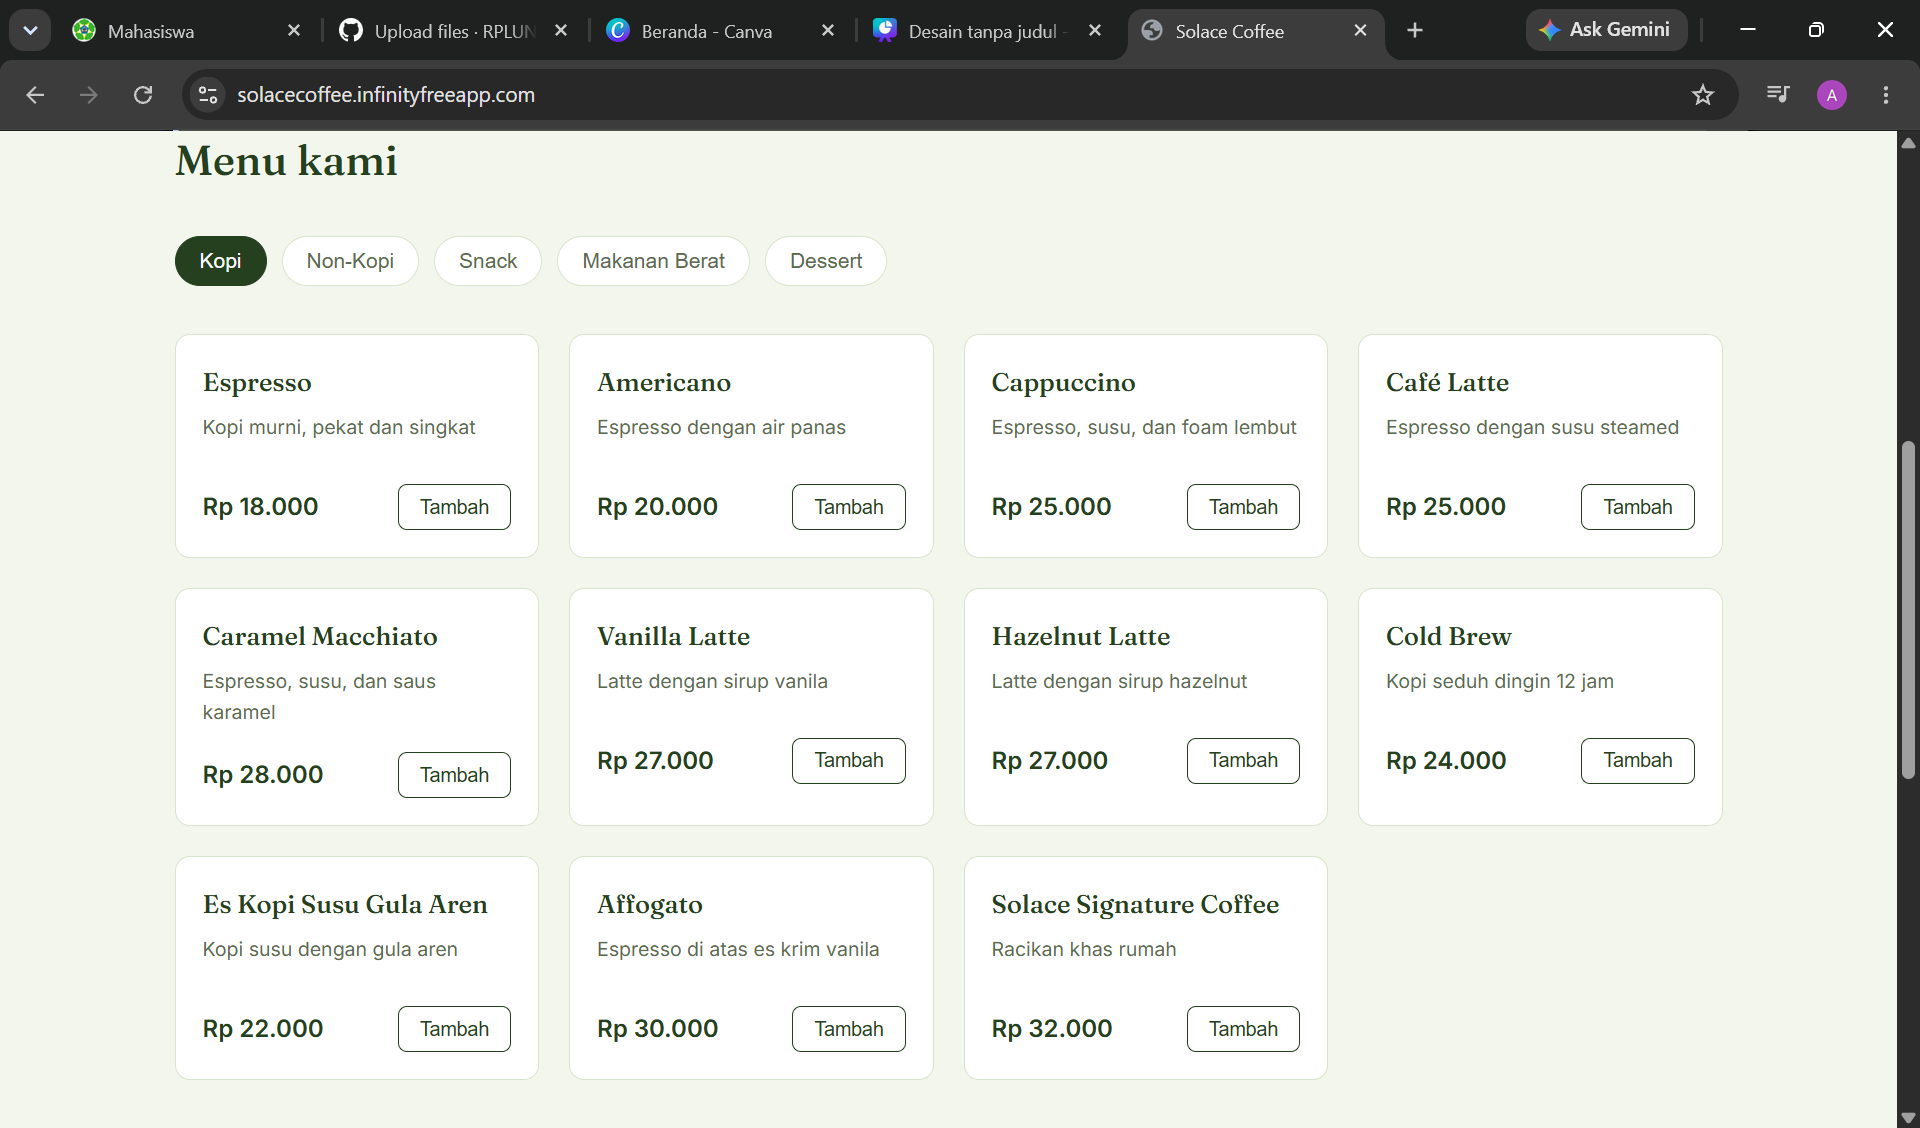 Mahasiswa
Upload files · RPLUN
Beranda - Canva
Desain tanpa judul -
Solace Coffee
Ask Gemini
solacecoffee.infinityfreeapp.com
A
Menu kami
Kopi
Non-Kopi
Snack
Makanan Berat
Dessert
Espresso
Kopi murni, pekat dan singkat
Rp 18.000
Tambah
Americano
Espresso dengan air panas
Rp 20.000
Tambah
Cappuccino
Espresso, susu, dan foam lembut
Rp 25.000
Tambah
Café Latte
Espresso dengan susu steamed
Rp 25.000
Tambah
Caramel Macchiato
Espresso, susu, dan saus
karamel
Rp 28.000
Tambah
Vanilla Latte
Latte dengan sirup vanila
Rp 27.000
Tambah
Hazelnut Latte
Latte dengan sirup hazelnut
Rp 27.000
Tambah
Cold Brew
Kopi seduh dingin 12 jam
Rp 24.000
Tambah
Es Kopi Susu Gula Aren
Kopi susu dengan gula aren
Rp 22.000
Tambah
Affogato
Espresso di atas es krim vanila
Rp 30.000
Tambah
Solace Signature Coffee
Racikan khas rumah
Rp 32.000
Tambah